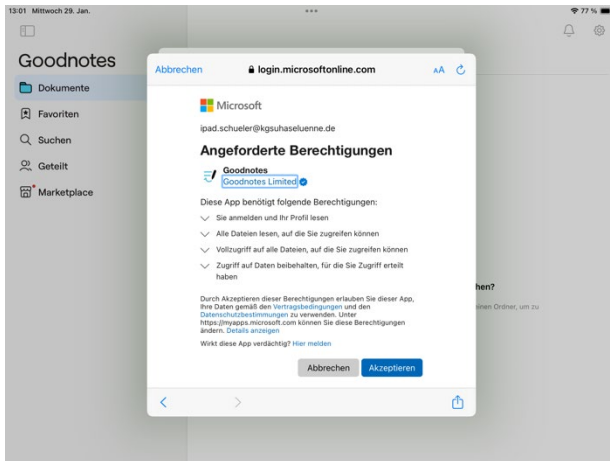 13:01 Mittwoch 29. Jan.
77 %
Goodnotes
Dokumente
Favoriten
Suchen
Geteilt
Marketplace
Abbrechen
login.microsoftonline.com
AA
Microsoft
ipad.schueler@kgsuhaseluenne.de
Angeforderte Berechtigungen
Goodnotes
Goodnotes Limited
Diese App benötigt folgende Berechtigungen:
Sie anmelden und Ihr Profil lesen
Alle Dateien lesen, auf die Sie zugreifen können
Vollzugriff auf alle Dateien, auf die Sie zugreifen können
Zugriff auf Daten beibehalten, für die Sie Zugriff erteilt
haben
Durch Akzeptieren dieser Berechtigungen erlauben Sie dieser App,
Ihre Daten gemäß den Vertragsbedingungen und den
Datenschutzbestimmungen zu verwenden. Unter
https://myapps.microsoft.com können Sie diese Berechtigungen
ändern. Details anzeigen
Wirkt diese App verdächtig? Hier melden
Abbrechen
Akzeptieren
hen?
einen Ordner, um zu